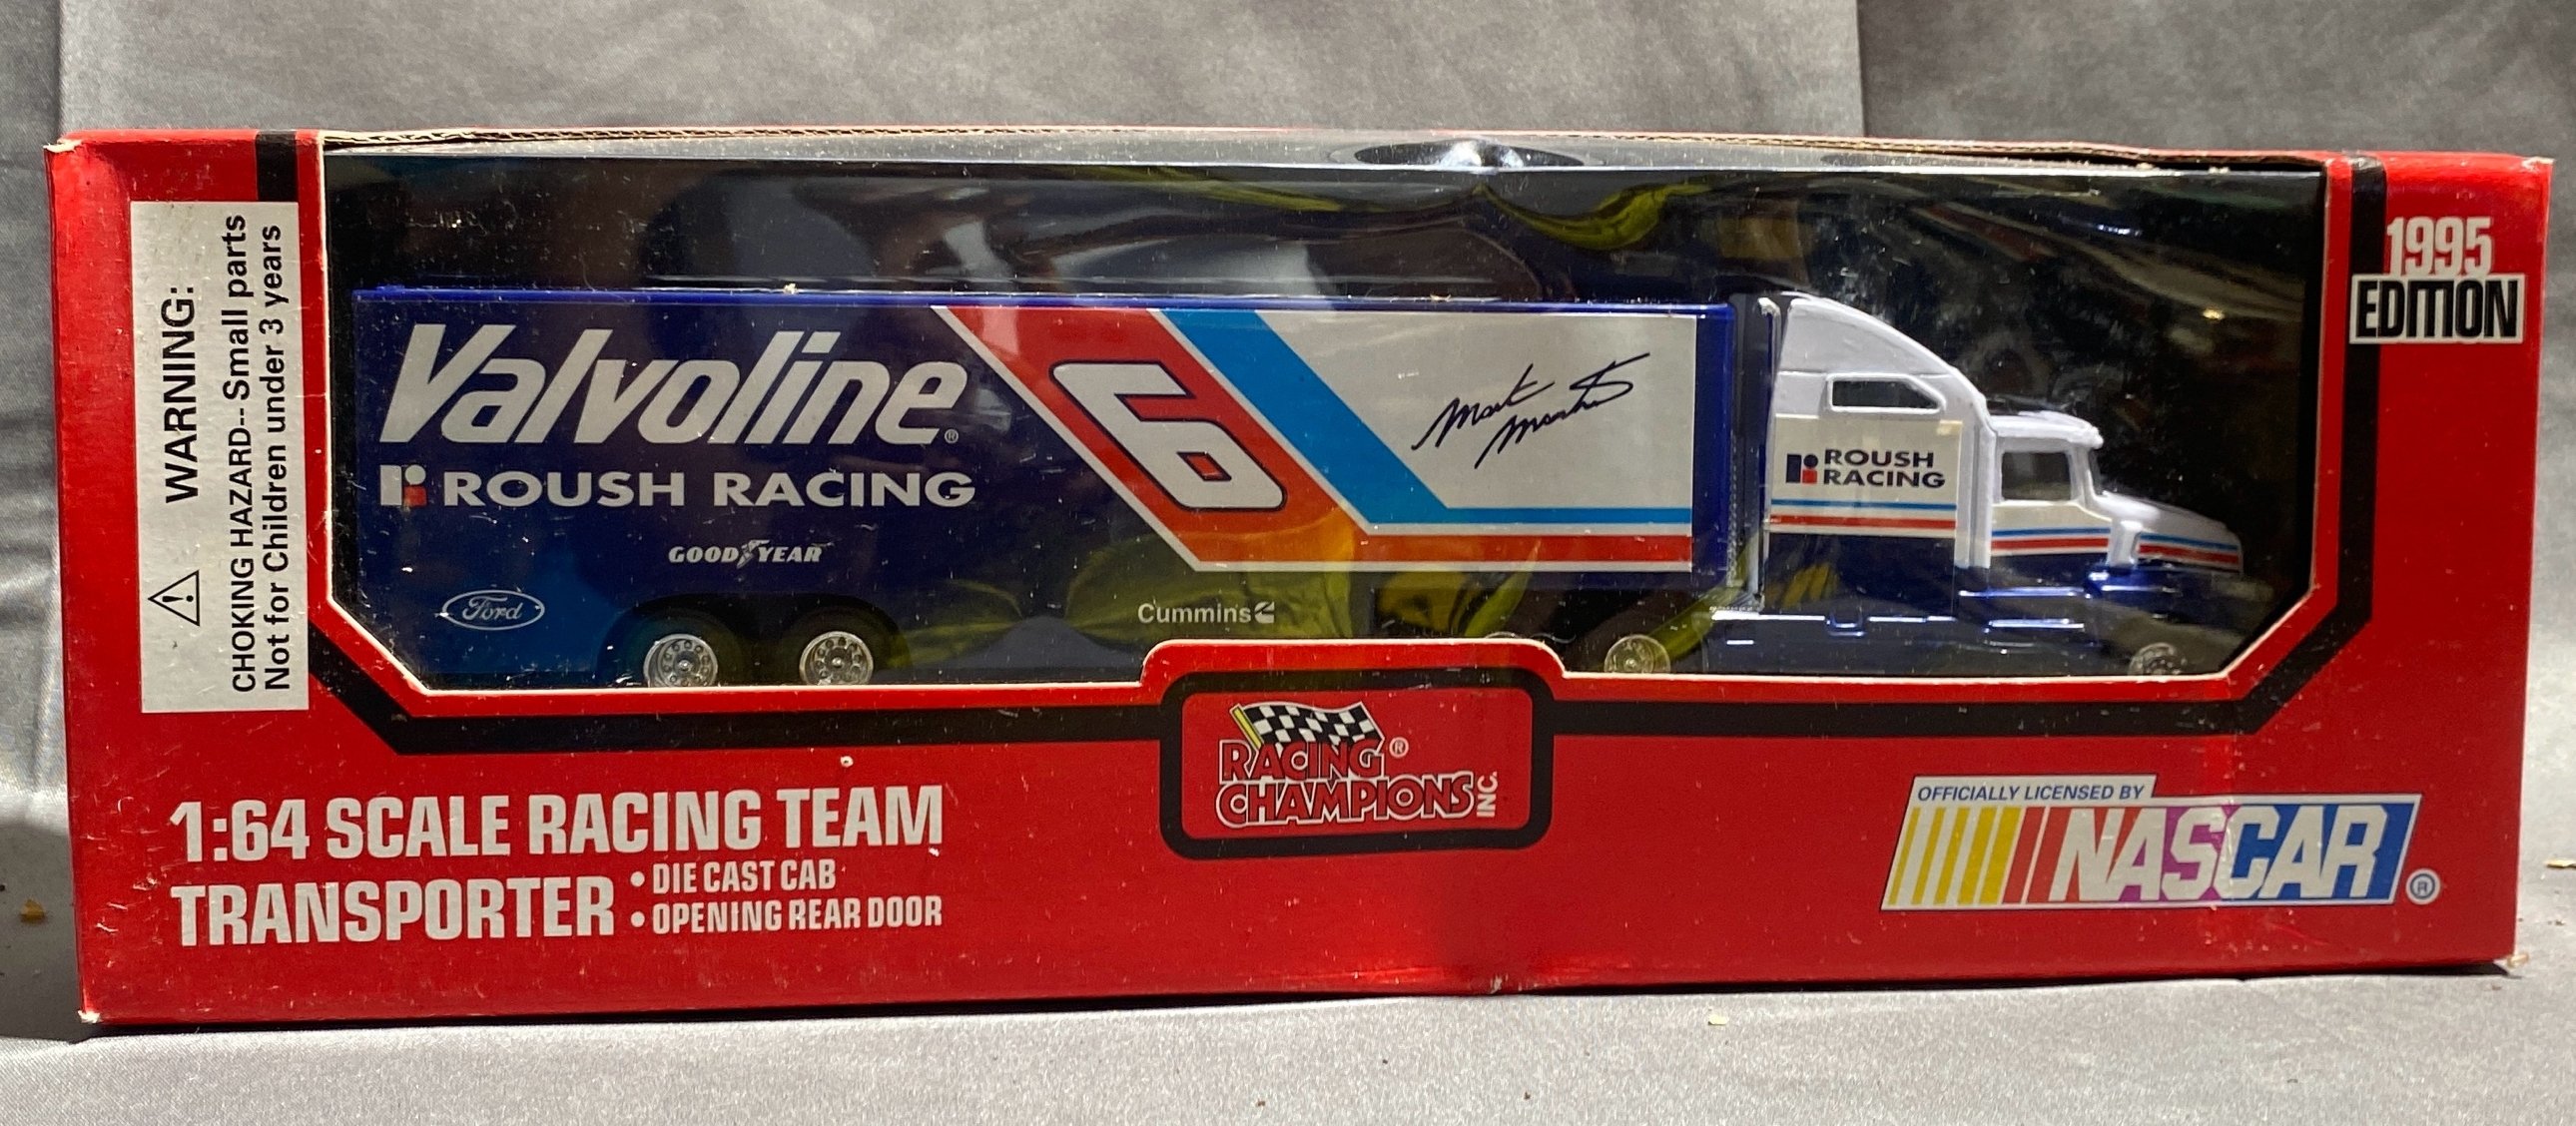 WARNING:
CHOKING HAZARD--Small parts
Not for Children under 3 years
1995
EDITION
Valvoline®
ROUSH RACING
GOODYEAR
Ford
Cummins
6
Mark Martin
ROUSH
RACING
RACING®
CHAMPIONS INC.
1:64 SCALE RACING TEAM
TRANSPORTER
• DIE CAST CAB
• OPENING REAR DOOR
OFFICIALLY LICENSED BY
NASCAR®